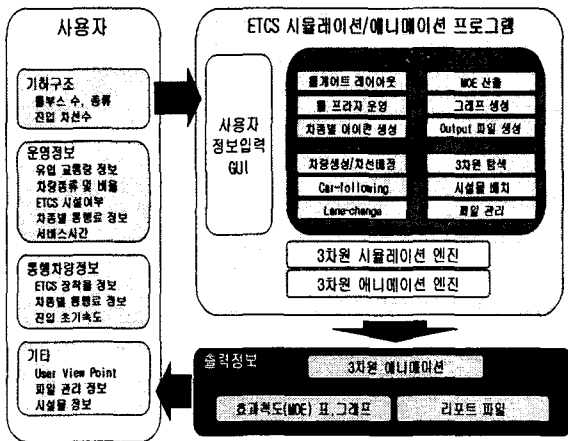 사용자
기하구조
톨부스 수, 종류
진입 차선수
운영정보
유입 교통량 정보
차량종류 및 비율
ETCS 시설여부
차종별 통행료 정보
서비스시간
통행차량정보
ETCS 장착률 정보
차종별 통행료 정보
진입 초기속도
기타
User View Point
파일 관리 정보
시설물 정보
ETCS 시뮬레이션/애니메이션 프로그램
사용자
정보입력
GUI
톨게이트 레이아웃
톨 프라자 운영
차종별 아이콘 생성
MOE 산출
그래프 생성
Output 파일 생성
차량생성/차선배정
Car-following
Lane-change
3차원 탐색
시설물 배치
파일 관리
3차원 시뮬레이션 엔진
3차원 애니메이션 엔진
출력정보
3차원 애니메이션
효과척도(MOE) 표, 그래프
리포트 파일